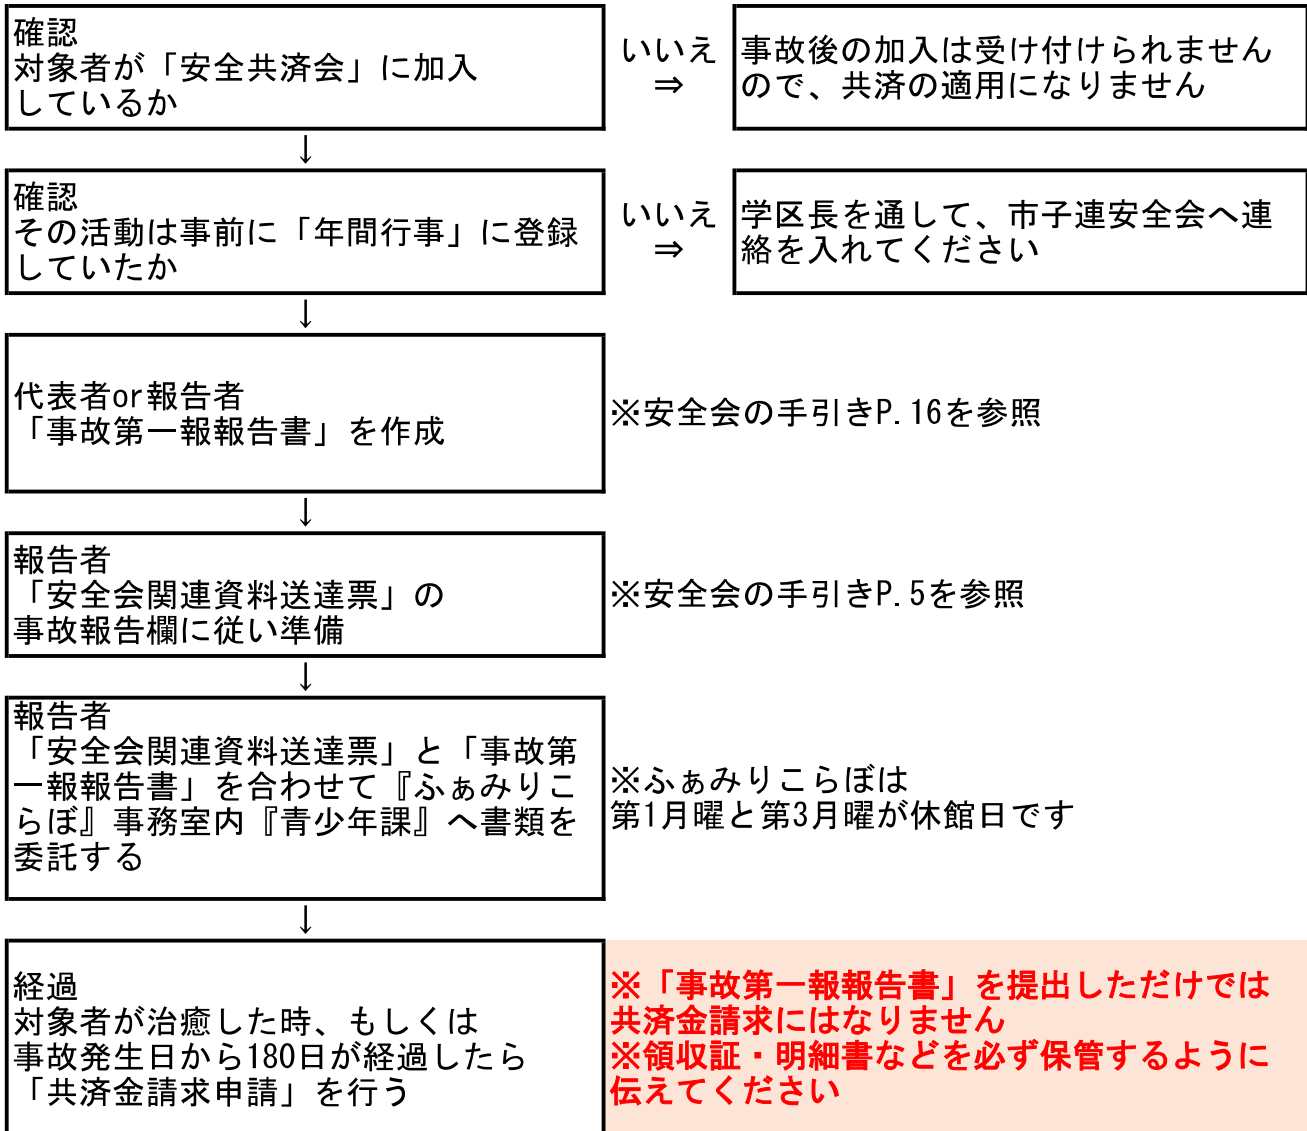 確認
対象者が「安全共済会」に加入
しているか
いいえ
⇒
事故後の加入は受け付けられません
ので、共済の適用になりません
↓
確認
その活動は事前に「年間行事」に登録
していたか
いいえ
⇒
学区長を通して、市子連安全会へ連
絡を入れてください
↓
代表者or報告者
「事故第一報報告書」を作成
※安全会の手引きP.16を参照
↓
報告者
「安全会関連資料送達票」の
事故報告欄に従い準備
※安全会の手引きP.5を参照
↓
報告者
「安全会関連資料送達票」と「事故第
一報報告書」を合わせて『ふぁみりこ
らぼ』事務室内『青少年課』へ書類を
委託する
※ふぁみりこらぼは
第1月曜と第3月曜が休館日です
↓
経過
対象者が治癒した時、もしくは
事故発生日から180日が経過したら
「共済金請求申請」を行う
※「事故第一報報告書」を提出しただけでは
共済金請求にはなりません
※領収証・明細書などを必ず保管するように
伝えてください